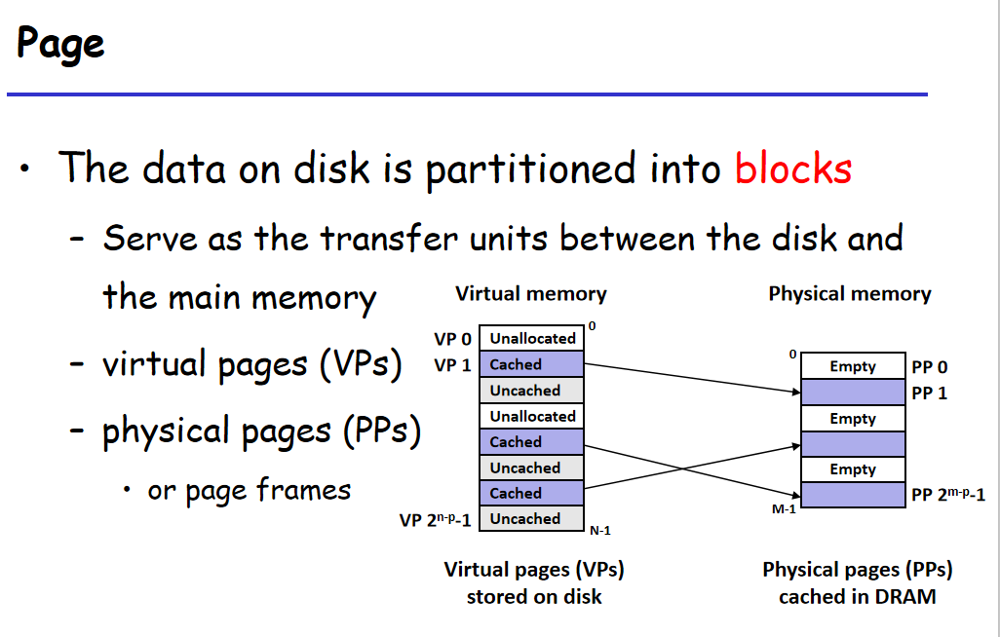 Page
• The data on disk is partitioned into blocks
– Serve as the transfer units between the disk and
the main memory
– virtual pages (VPs)
– physical pages (PPs)
• or page frames
Virtual memory
0
VP 0 Unallocated
VP 1 Cached
Uncached
Unallocated
Cached
Uncached
Cached
VP 2ⁿ⁻ᵖ-1 Uncached
N-1
Virtual pages (VPs)
stored on disk
Physical memory
0
Empty PP 0
PP 1
Empty
Empty
PP 2ᵐ⁻ᵖ-1
M-1
Physical pages (PPs)
cached in DRAM